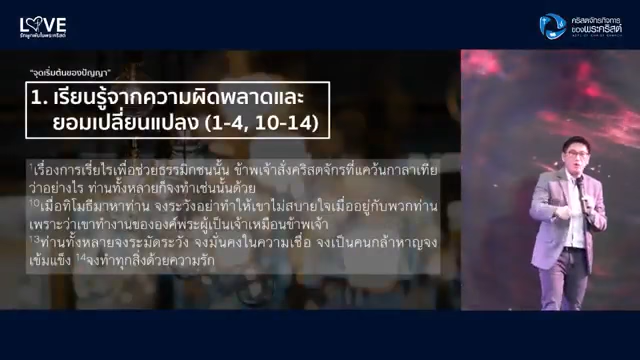 LOVE
รักผูกพันในพระคริสต์
คริสตจักรกิจการ
ของพระคริสต์
"จุดเริ่มต้นของปัญญา"
1. เรียนรู้จากความผิดพลาดและ
ยอมเปลี่ยนแปลง (1-4, 10-14)
¹เรื่องการเรี่ยไรเพื่อช่วยธรรมิกชนนั้น ข้าพเจ้าสั่งคริสตจักรที่แคว้นกาลาเทีย
ว่าอย่างไร ท่านทั้งหลายก็จงทำเช่นนั้นด้วย
¹⁰เมื่อทิโมธีมาหาท่าน จงระวังอย่าทำให้เขาไม่สบายใจเมื่ออยู่กับพวกท่าน
เพราะว่าเขาทำงานขององค์พระผู้เป็นเจ้าเหมือนข้าพเจ้า
¹³ท่านทั้งหลายจงระมัดระวัง จงมั่นคงในความเชื่อ จงเป็นคนกล้าหาญจง
เข้มแข็ง ¹⁴จงทำทุกสิ่งด้วยความรัก